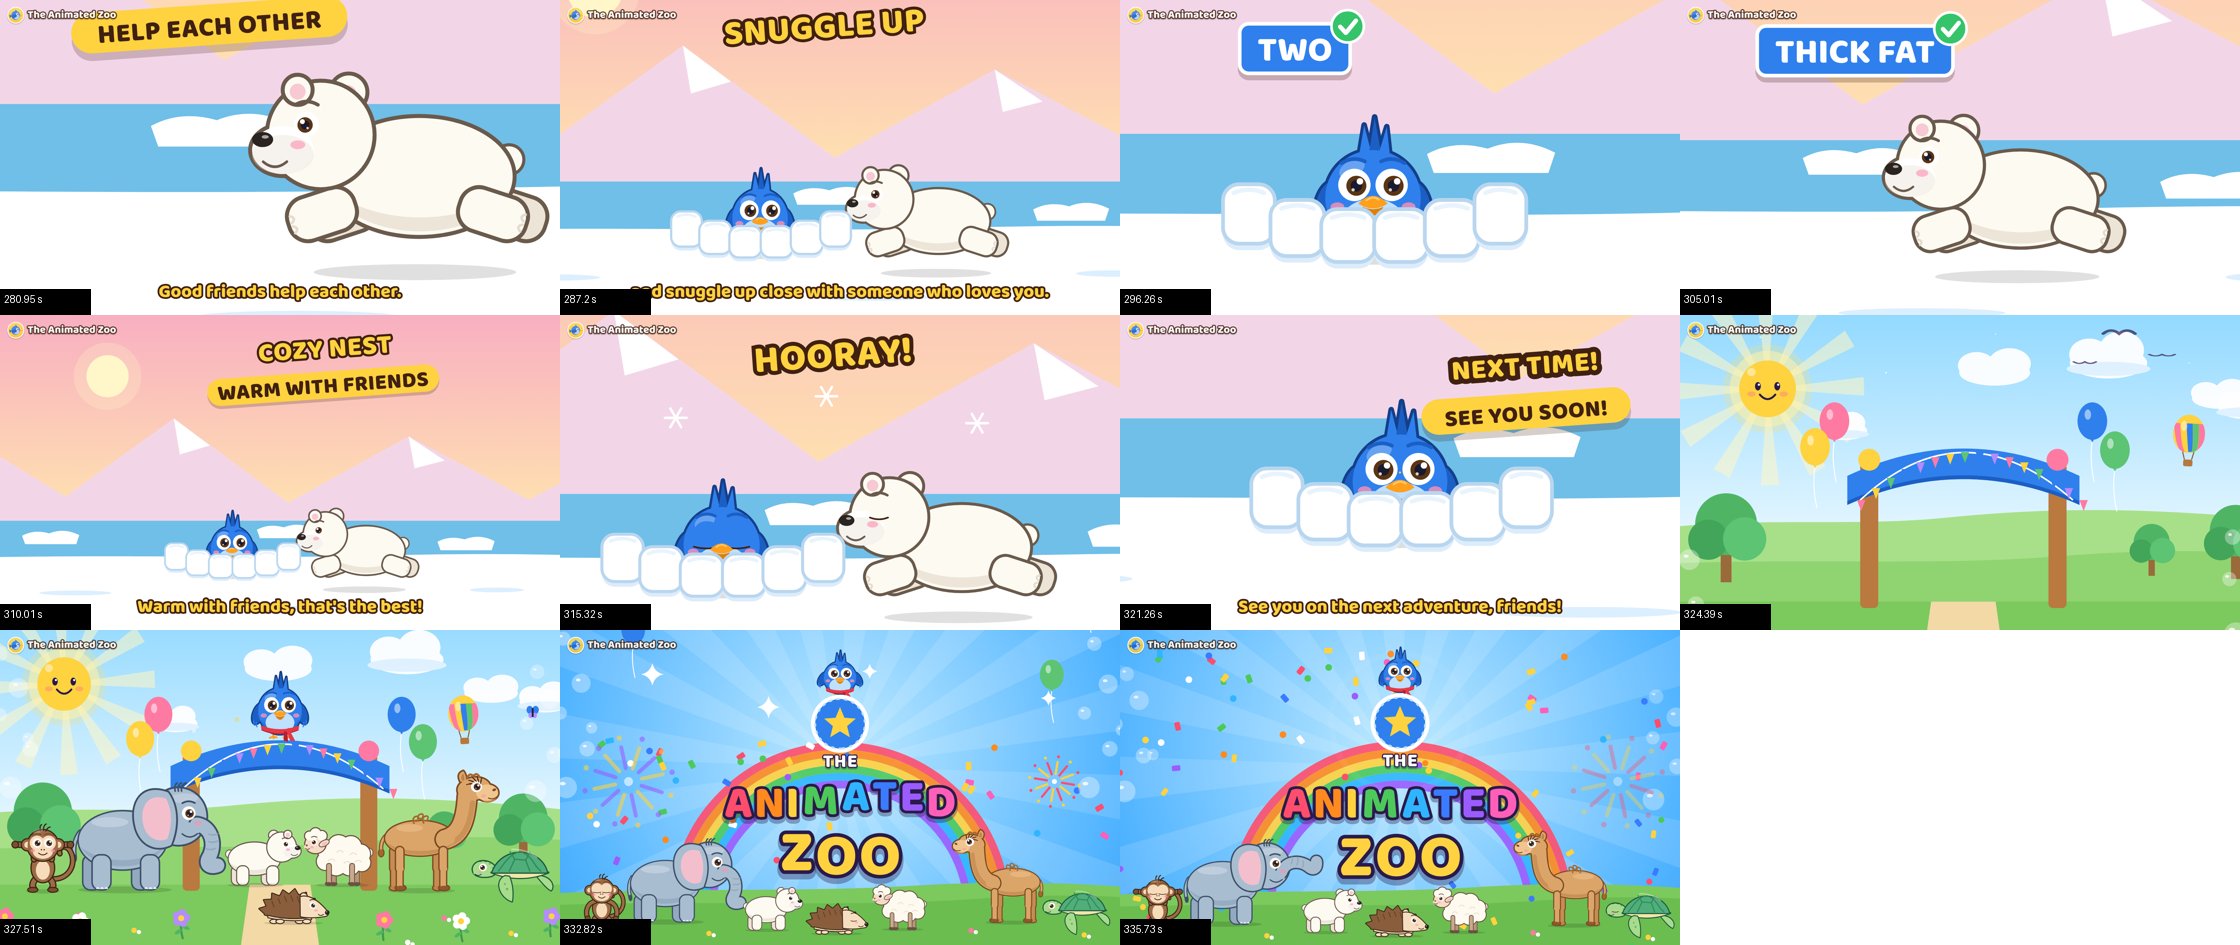 The Animated Zoo
HELP EACH OTHER
Good friends help each other.
280.95 s
The Animated Zoo
SNUGGLE UP
snuggle up close with someone who loves you.
287.2 s
The Animated Zoo
TWO
296.26 s
The Animated Zoo
THICK FAT
305.01 s
The Animated Zoo
COZY NEST
WARM WITH FRIENDS
Warm with friends, that's the best!
310.01 s
The Animated Zoo
HOORAY!
315.32 s
The Animated Zoo
NEXT TIME!
SEE YOU SOON!
See you on the next adventure, friends!
321.26 s
The Animated Zoo
324.39 s
The Animated Zoo
327.51 s
The Animated Zoo
THE
ANIMATED
ZOO
332.82 s
The Animated Zoo
THE
ANIMATED
ZOO
335.73 s